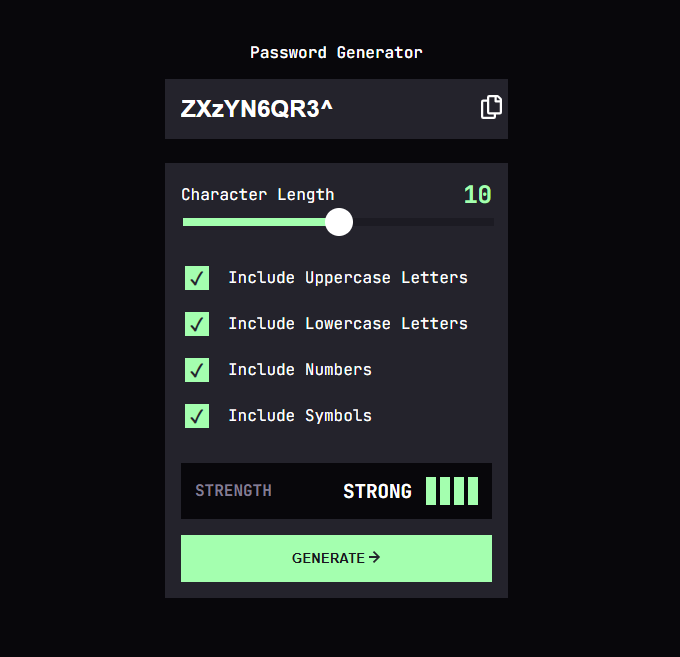 Password Generator
ZXzYN6QR3^
Character Length 10
Include Uppercase Letters
Include Lowercase Letters
Include Numbers
Include Symbols
STRENGTH STRONG
GENERATE →